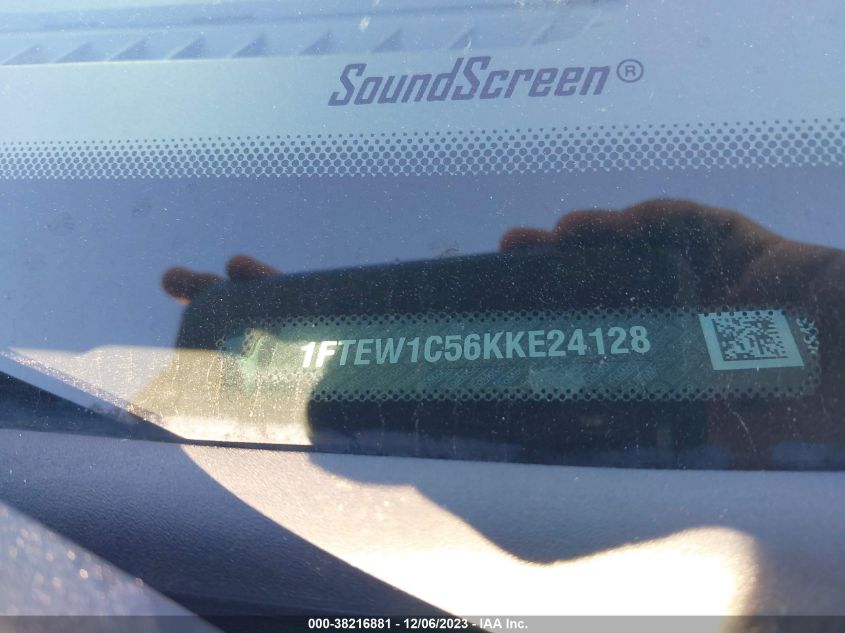 SoundScreen®
1FTEW1C56KKE24128
000-38216881 - 12/06/2023 - IAA Inc.